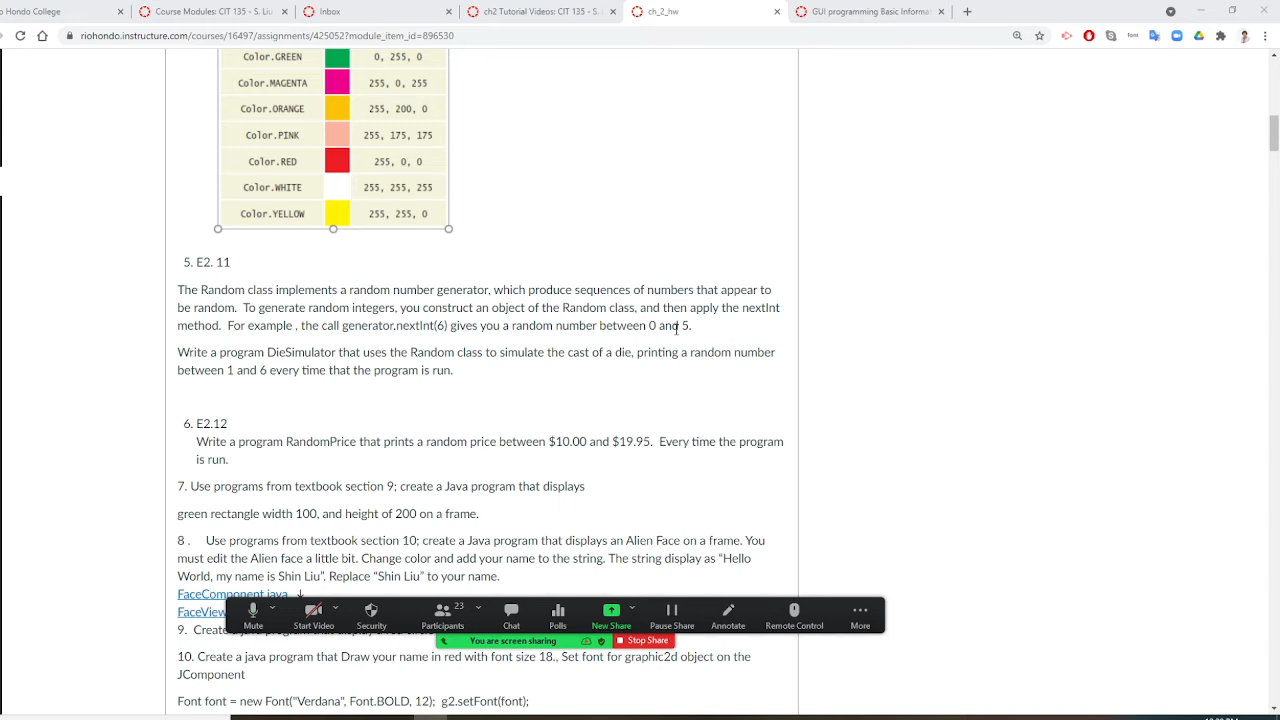 o Hondo College
Course Modules: CIT 135 - S. Liu
Inbox
ch2 Tutorial Videos: CIT 135 - S.
ch_2_hw
GUI programming Basic Informa
riohondo.instructure.com/courses/16497/assignments/425052?module_item_id=896530
Color.GREEN 0, 255, 0
Color.MAGENTA 255, 0, 255
Color.ORANGE 255, 200, 0
Color.PINK 255, 175, 175
Color.RED 255, 0, 0
Color.WHITE 255, 255, 255
Color.YELLOW 255, 255, 0
5. E2. 11
The Random class implements a random number generator, which produce sequences of numbers that appear to
be random. To generate random integers, you construct an object of the Random class, and then apply the nextInt
method. For example , the call generator.nextInt(6) gives you a random number between 0 and 5.
Write a program DieSimulator that uses the Random class to simulate the cast of a die, printing a random number
between 1 and 6 every time that the program is run.
6. E2.12
Write a program RandomPrice that prints a random price between $10.00 and $19.95. Every time the program
is run.
7. Use programs from textbook section 9; create a Java program that displays
green rectangle width 100, and height of 200 on a frame.
8 . Use programs from textbook section 10; create a Java program that displays an Alien Face on a frame. You
must edit the Alien face a little bit. Change color and add your name to the string. The string display as “Hello
World, my name is Shin Liu”. Replace “Shin Liu” to your name.
FaceComponent.java
FaceView
23
Mute Start Video Security Participants Chat Polls New Share Pause Share Annotate Remote Control More
You are screen sharing Stop Share
9. Create
10. Create a java program that Draw your name in red with font size 18., Set font for graphic2d object on the
JComponent
Font font = new Font("Verdana", Font.BOLD, 12); g2.setFont(font);